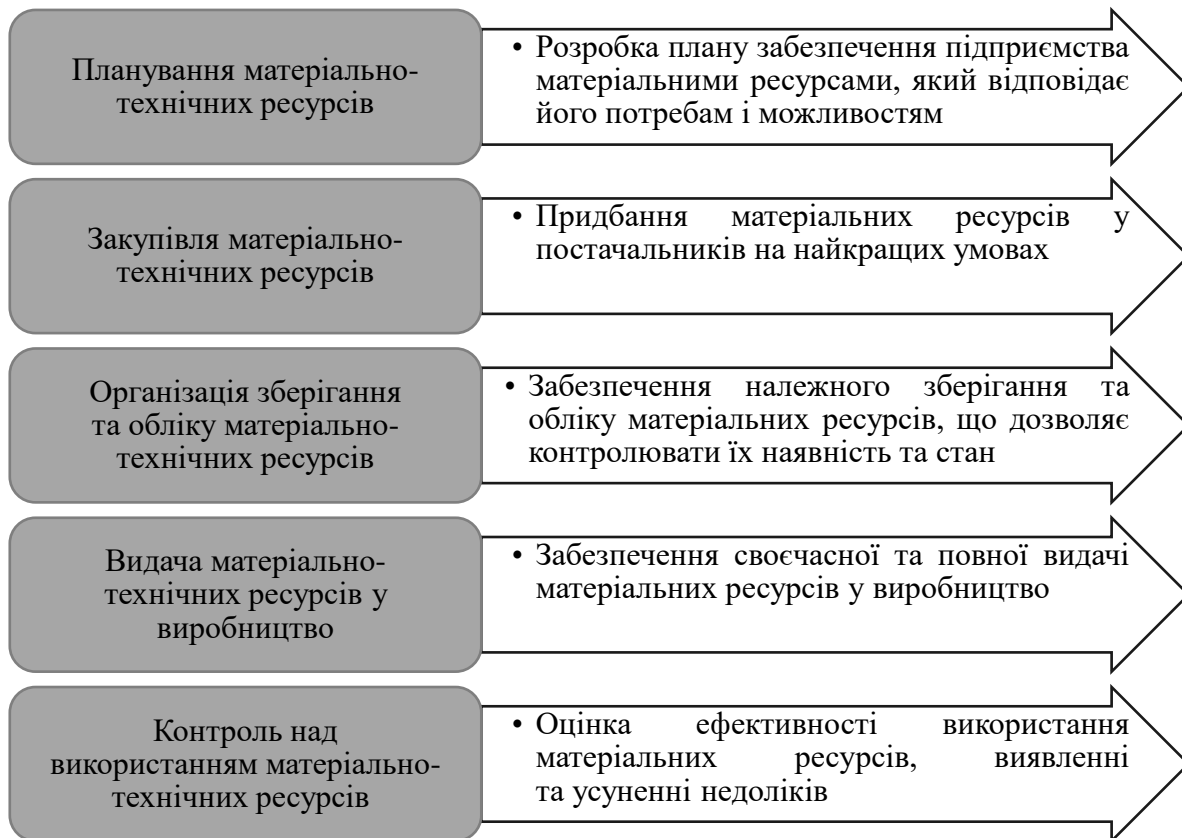 Планування матеріально-
технічних ресурсів
• Розробка плану забезпечення підприємства
матеріальними ресурсами, який відповідає
його потребам і можливостям
Закупівля матеріально-
технічних ресурсів
• Придбання матеріальних ресурсів у
постачальників на найкращих умовах
Організація зберігання
та обліку матеріально-
технічних ресурсів
• Забезпечення належного зберігання та
обліку матеріальних ресурсів, що дозволяє
контролювати їх наявність та стан
Видача матеріально-
технічних ресурсів у
виробництво
• Забезпечення своєчасної та повної видачі
матеріальних ресурсів у виробництво
Контроль над
використанням матеріально-
технічних ресурсів
• Оцінка ефективності використання
матеріальних ресурсів, виявленні
та усуненні недоліків